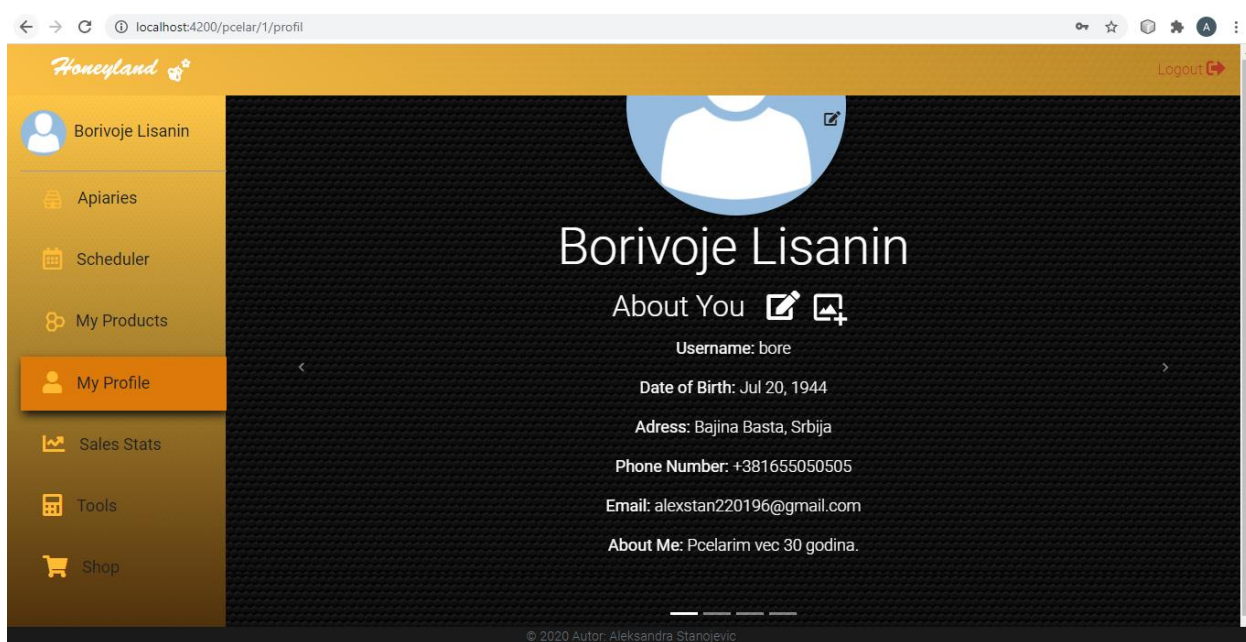 localhost:4200/pcelar/1/profil
A
Honeyland
Logout
Borivoje Lisanin
Apiaries
Scheduler
My Products
My Profile
Sales Stats
Tools
Shop
Borivoje Lisanin
About You
Username: bore
Date of Birth: Jul 20, 1944
Adress: Bajina Basta, Srbija
Phone Number: +381655050505
Email: alexstan220196@gmail.com
About Me: Pcelarim vec 30 godina.
© 2020 Autor: Aleksandra Stanojevic